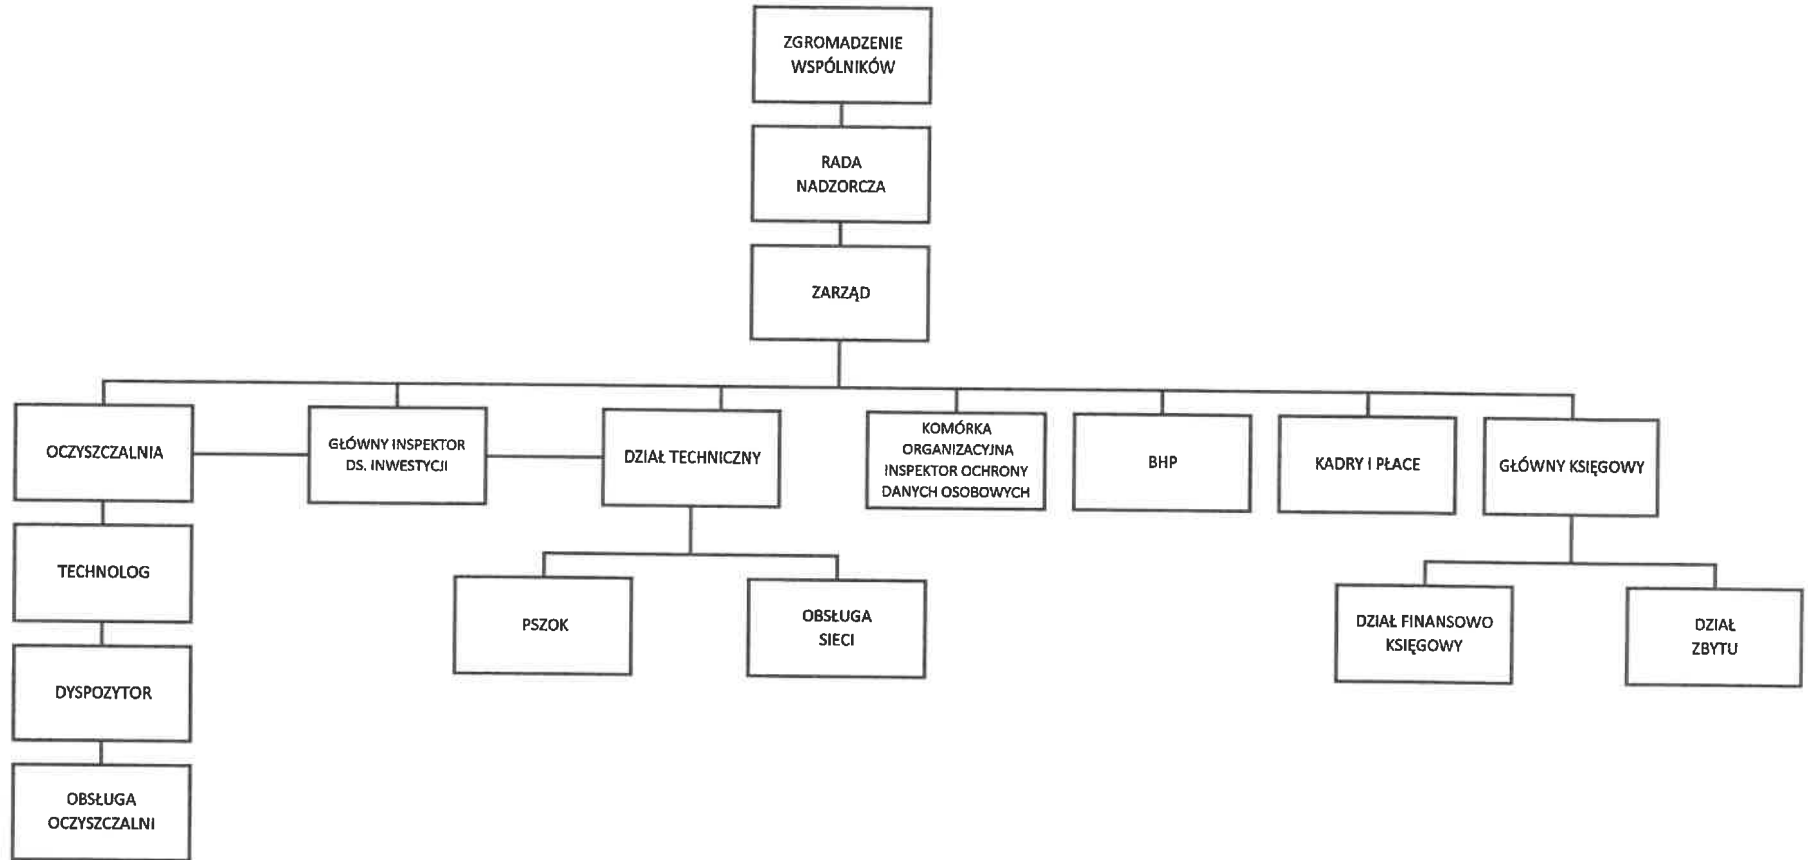 ZGROMADZENIE
WSPÓLNIKÓW
RADA
NADZORCZA
ZARZĄD
OCZYSZCZALNIA
GŁÓWNY INSPEKTOR
DS. INWESTYCJI
DZIAŁ TECHNICZNY
KOMÓRKA
ORGANIZACYJNA
INSPEKTOR OCHRONY
DANYCH OSOBOWYCH
BHP
KADRY I PŁACE
GŁÓWNY KSIĘGOWY
TECHNOLOG
PSZOK
OBSŁUGA
SIECI
DZIAŁ FINANSOWO
KSIĘGOWY
DZIAŁ
ZBYTU
DYSPOZYTOR
OBSŁUGA
OCZYSZCZALNI